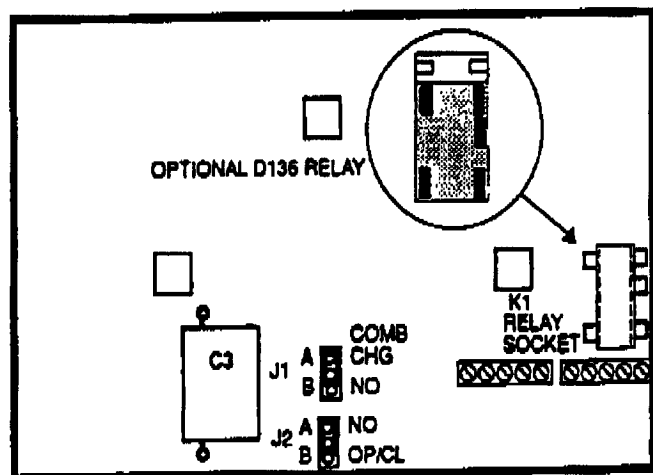 OPTIONAL D136 RELAY
K1
RELAY
SOCKET
C3
COMB
J1 A CHG
B NO
J2 A NO
B OP/CL